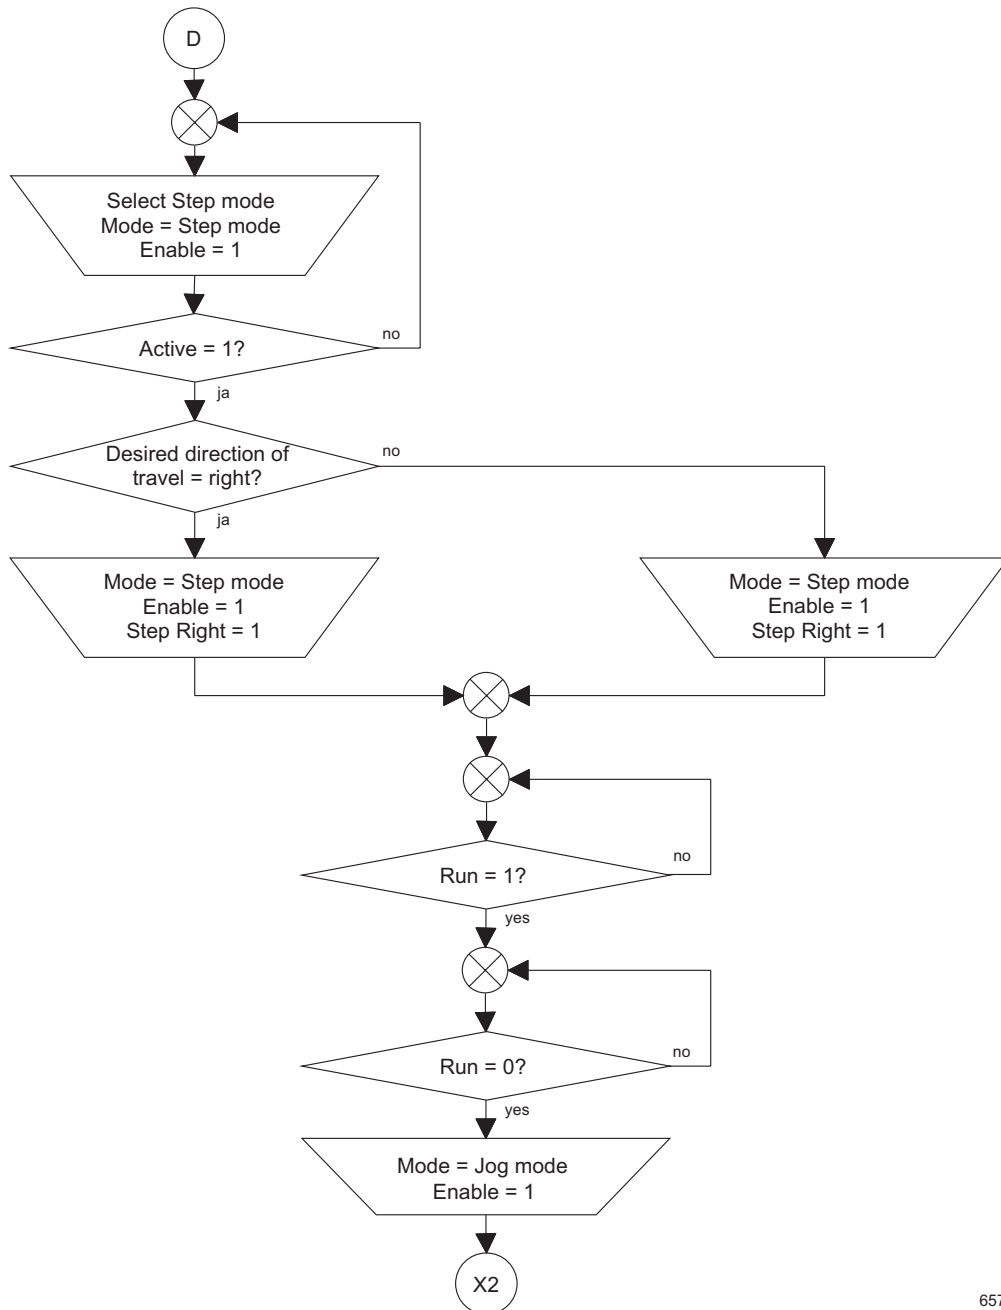 D
Select Step mode
Mode = Step mode
Enable = 1
Active = 1?
no
ja
Desired direction of
travel = right?
no
ja
Mode = Step mode
Enable = 1
Step Right = 1
Mode = Step mode
Enable = 1
Step Right = 1
Run = 1?
no
yes
Run = 0?
no
yes
Mode = Jog mode
Enable = 1
X2
657